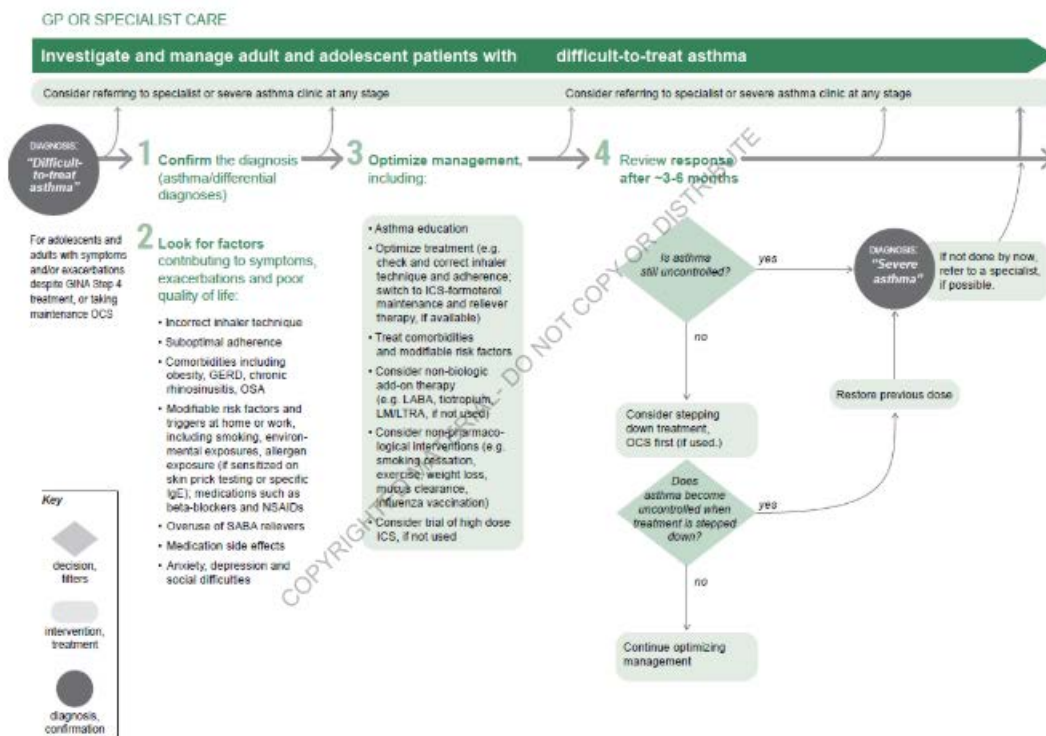 GP OR SPECIALIST CARE
Investigate and manage adult and adolescent patients with difficult-to-treat asthma
Consider referring to specialist or severe asthma clinic at any stage
Consider referring to specialist or severe asthma clinic at any stage
DIAGNOSIS:
"Difficult-
to-treat
asthma"
For adolescents and
adults with symptoms
and/or exacerbations
despite GINA Step 4
treatment, or taking
maintenance OCS
1 Confirm the diagnosis
(asthma/differential
diagnoses)
2 Look for factors
contributing to symptoms,
exacerbations and poor
quality of life:
• Incorrect inhaler technique
• Suboptimal adherence
• Comorbidities including
obesity, GERD, chronic
rhinosinusitis, OSA
• Modifiable risk factors and
triggers at home or work,
including smoking, environ-
mental exposures, allergen
exposure (if sensitized on
skin prick testing or specific
IgE); medications such as
beta-blockers and NSAIDs
• Overuse of SABA relievers
• Medication side effects
• Anxiety, depression and
social difficulties
3 Optimize management,
including:
• Asthma education
• Optimize treatment (e.g.
check and correct inhaler
technique and adherence;
switch to ICS-formoterol
maintenance and reliever
therapy, if available)
• Treat comorbidities
and modifiable risk factors
• Consider non-biologic
add-on therapy
(e.g. LABA, tiotropium,
LM/LTRA, if not used)
• Consider non-pharmaco-
logical interventions (e.g.
smoking cessation,
exercise, weight loss,
mucus clearance,
influenza vaccination)
• Consider trial of high dose
ICS, if not used
4 Review response
after ~3-6 months
Is asthma
still uncontrolled?
yes
no
DIAGNOSIS:
"Severe
asthma"
If not done by now,
refer to a specialist,
if possible.
Consider stepping
down treatment,
OCS first (if used.)
Restore previous dose
Does
asthma become
uncontrolled when
treatment is stepped
down?
yes
no
Continue optimizing
management
Key
decision,
filters
intervention,
treatment
diagnosis,
confirmation
COPYRIGHTED MATERIAL- DO NOT COPY OR DISTRIBUTE